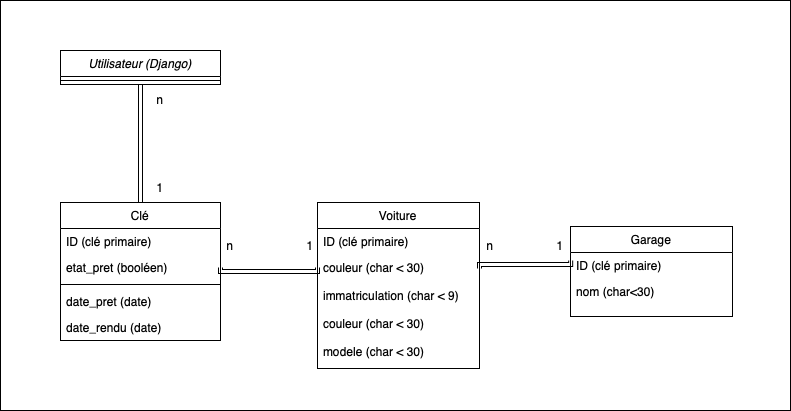 Utilisateur (Django)
n
1
Clé
ID (clé primaire)
etat_pret (booléen)
date_pret (date)
date_rendu (date)
n
1
Voiture
ID (clé primaire)
couleur (char < 30)
immatriculation (char < 9)
couleur (char < 30)
modele (char < 30)
n
1
Garage
ID (clé primaire)
nom (char<30)